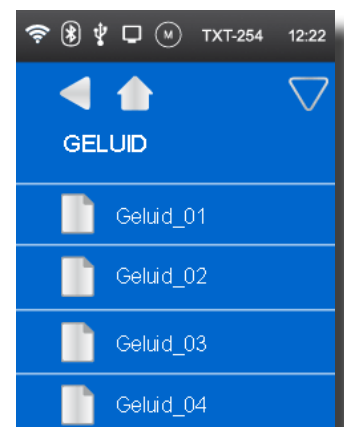 M TXT-254 12:22
GELUID
Geluid_01
Geluid_02
Geluid_03
Geluid_04